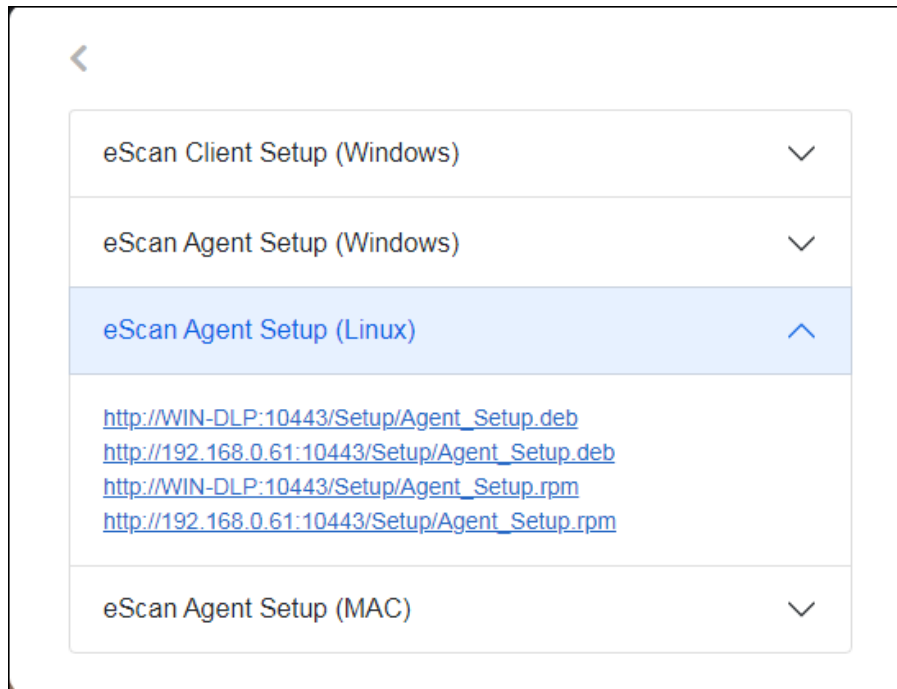 eScan Client Setup (Windows)
eScan Agent Setup (Windows)
eScan Agent Setup (Linux)
http://WIN-DLP:10443/Setup/Agent_Setup.deb
http://192.168.0.61:10443/Setup/Agent_Setup.deb
http://WIN-DLP:10443/Setup/Agent_Setup.rpm
http://192.168.0.61:10443/Setup/Agent_Setup.rpm
eScan Agent Setup (MAC)